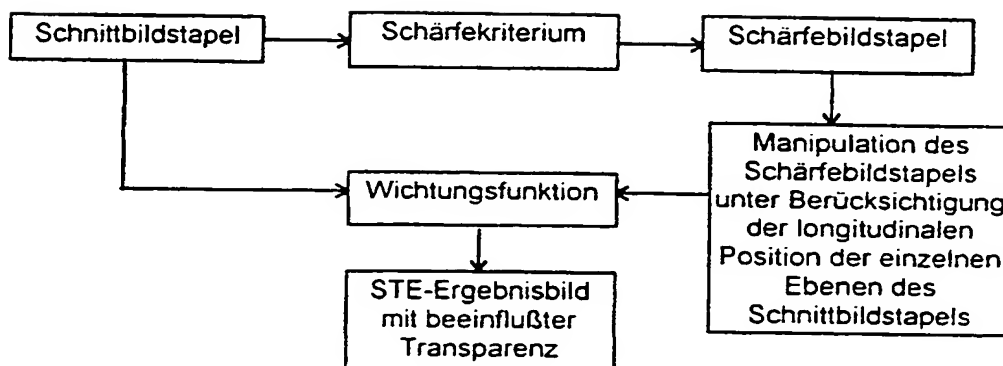 Schnittbildstapel
Schärfekriterium
Schärfebildstapel
Manipulation des
Schärfebildstapels
unter Berücksichtigung
der longitudinalen
Position der einzelnen
Ebenen des
Schnittbildstapels
Wichtungsfunktion
STE-Ergebnisbild
mit beeinflußter
Transparenz